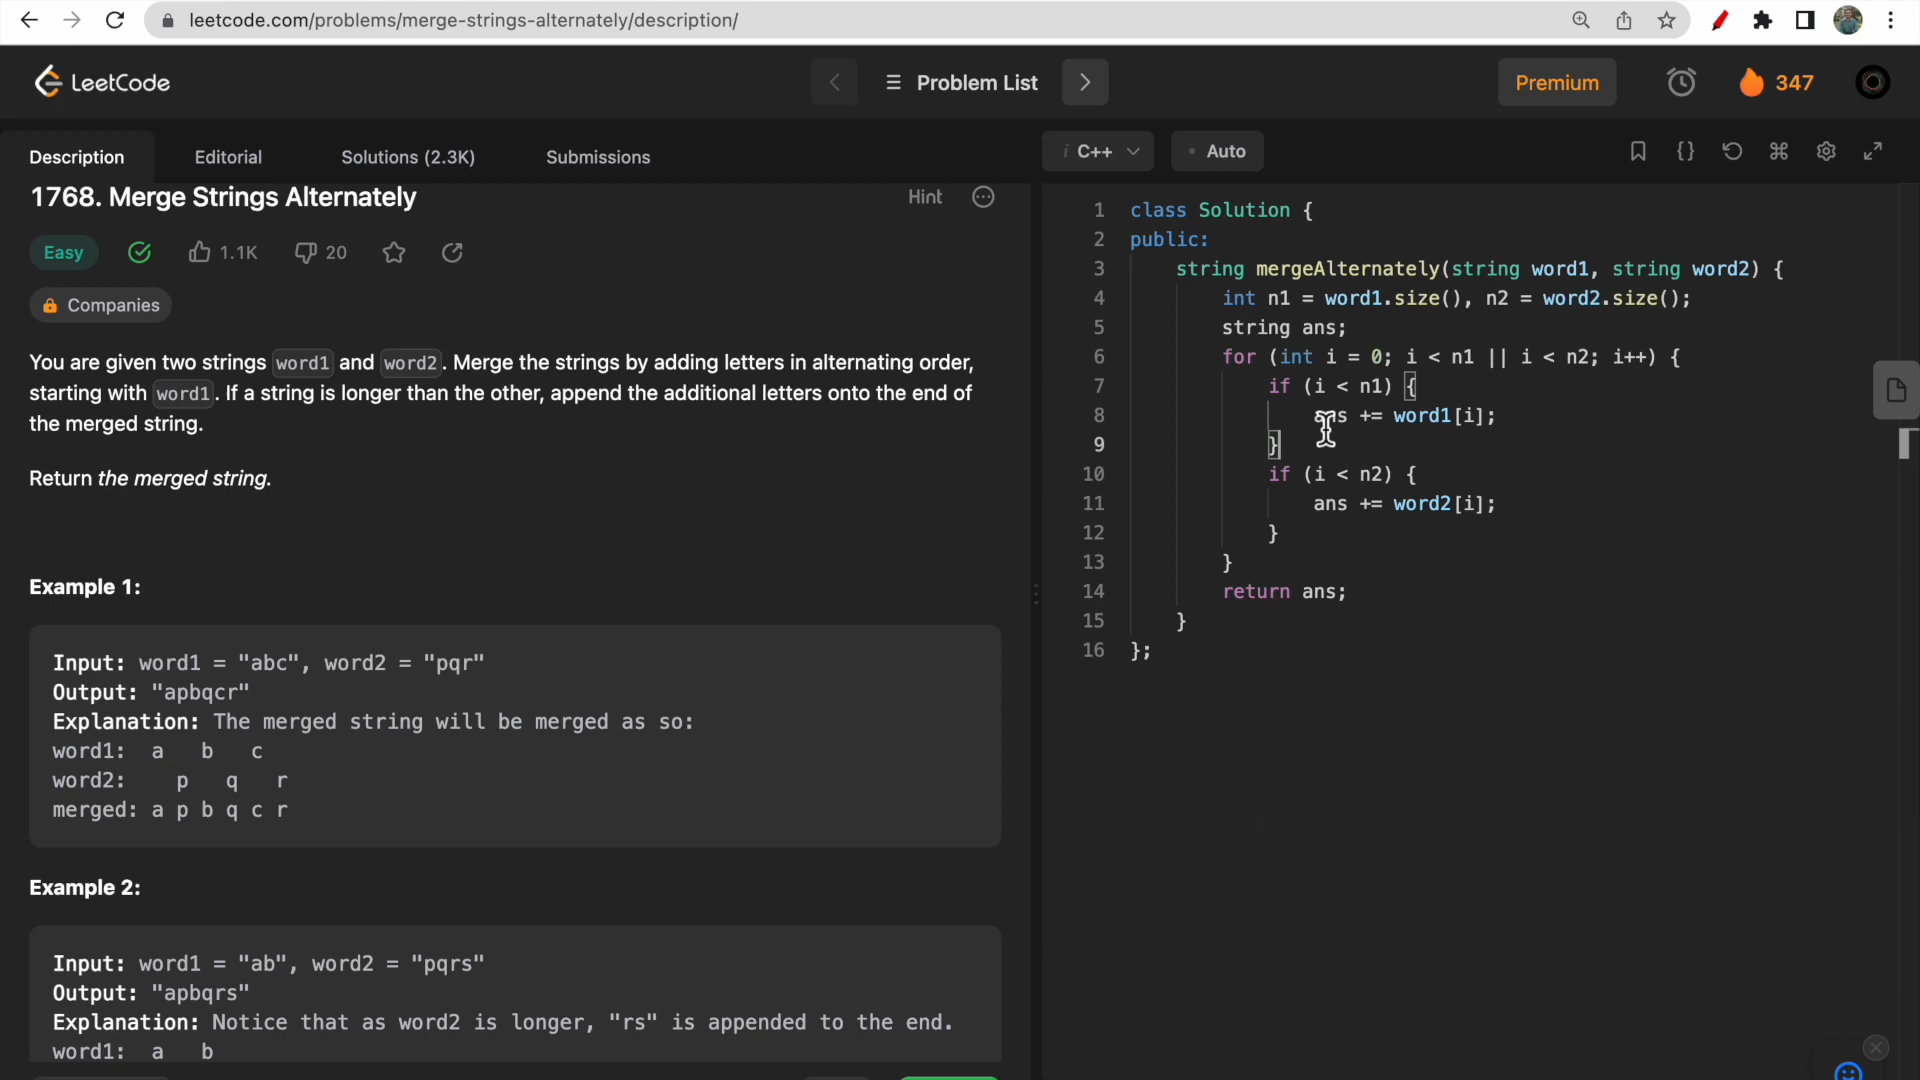 leetcode.com/problems/merge-strings-alternately/description/
LeetCode
Problem List
Premium
347
Description
Editorial
Solutions (2.3K)
Submissions
1768. Merge Strings Alternately
Hint
Easy
1.1K
20
Companies
You are given two strings word1 and word2. Merge the strings by adding letters in alternating order,
starting with word1. If a string is longer than the other, append the additional letters onto the end of
the merged string.
Return the merged string.
Example 1:
Input: word1 = "abc", word2 = "pqr"
Output: "apbqcr"
Explanation: The merged string will be merged as so:
word1:  a   b   c
word2:    p   q   r
merged: a p b q c r
Example 2:
Input: word1 = "ab", word2 = "pqrs"
Output: "apbqrs"
Explanation: Notice that as word2 is longer, "rs" is appended to the end.
word1:  a   b
i C++
Auto
1 class Solution {
2 public:
3     string mergeAlternately(string word1, string word2) {
4         int n1 = word1.size(), n2 = word2.size();
5         string ans;
6         for (int i = 0; i < n1 || i < n2; i++) {
7             if (i < n1) {
8                 ans += word1[i];
9             }
10             if (i < n2) {
11                 ans += word2[i];
12             }
13         }
14         return ans;
15     }
16 };